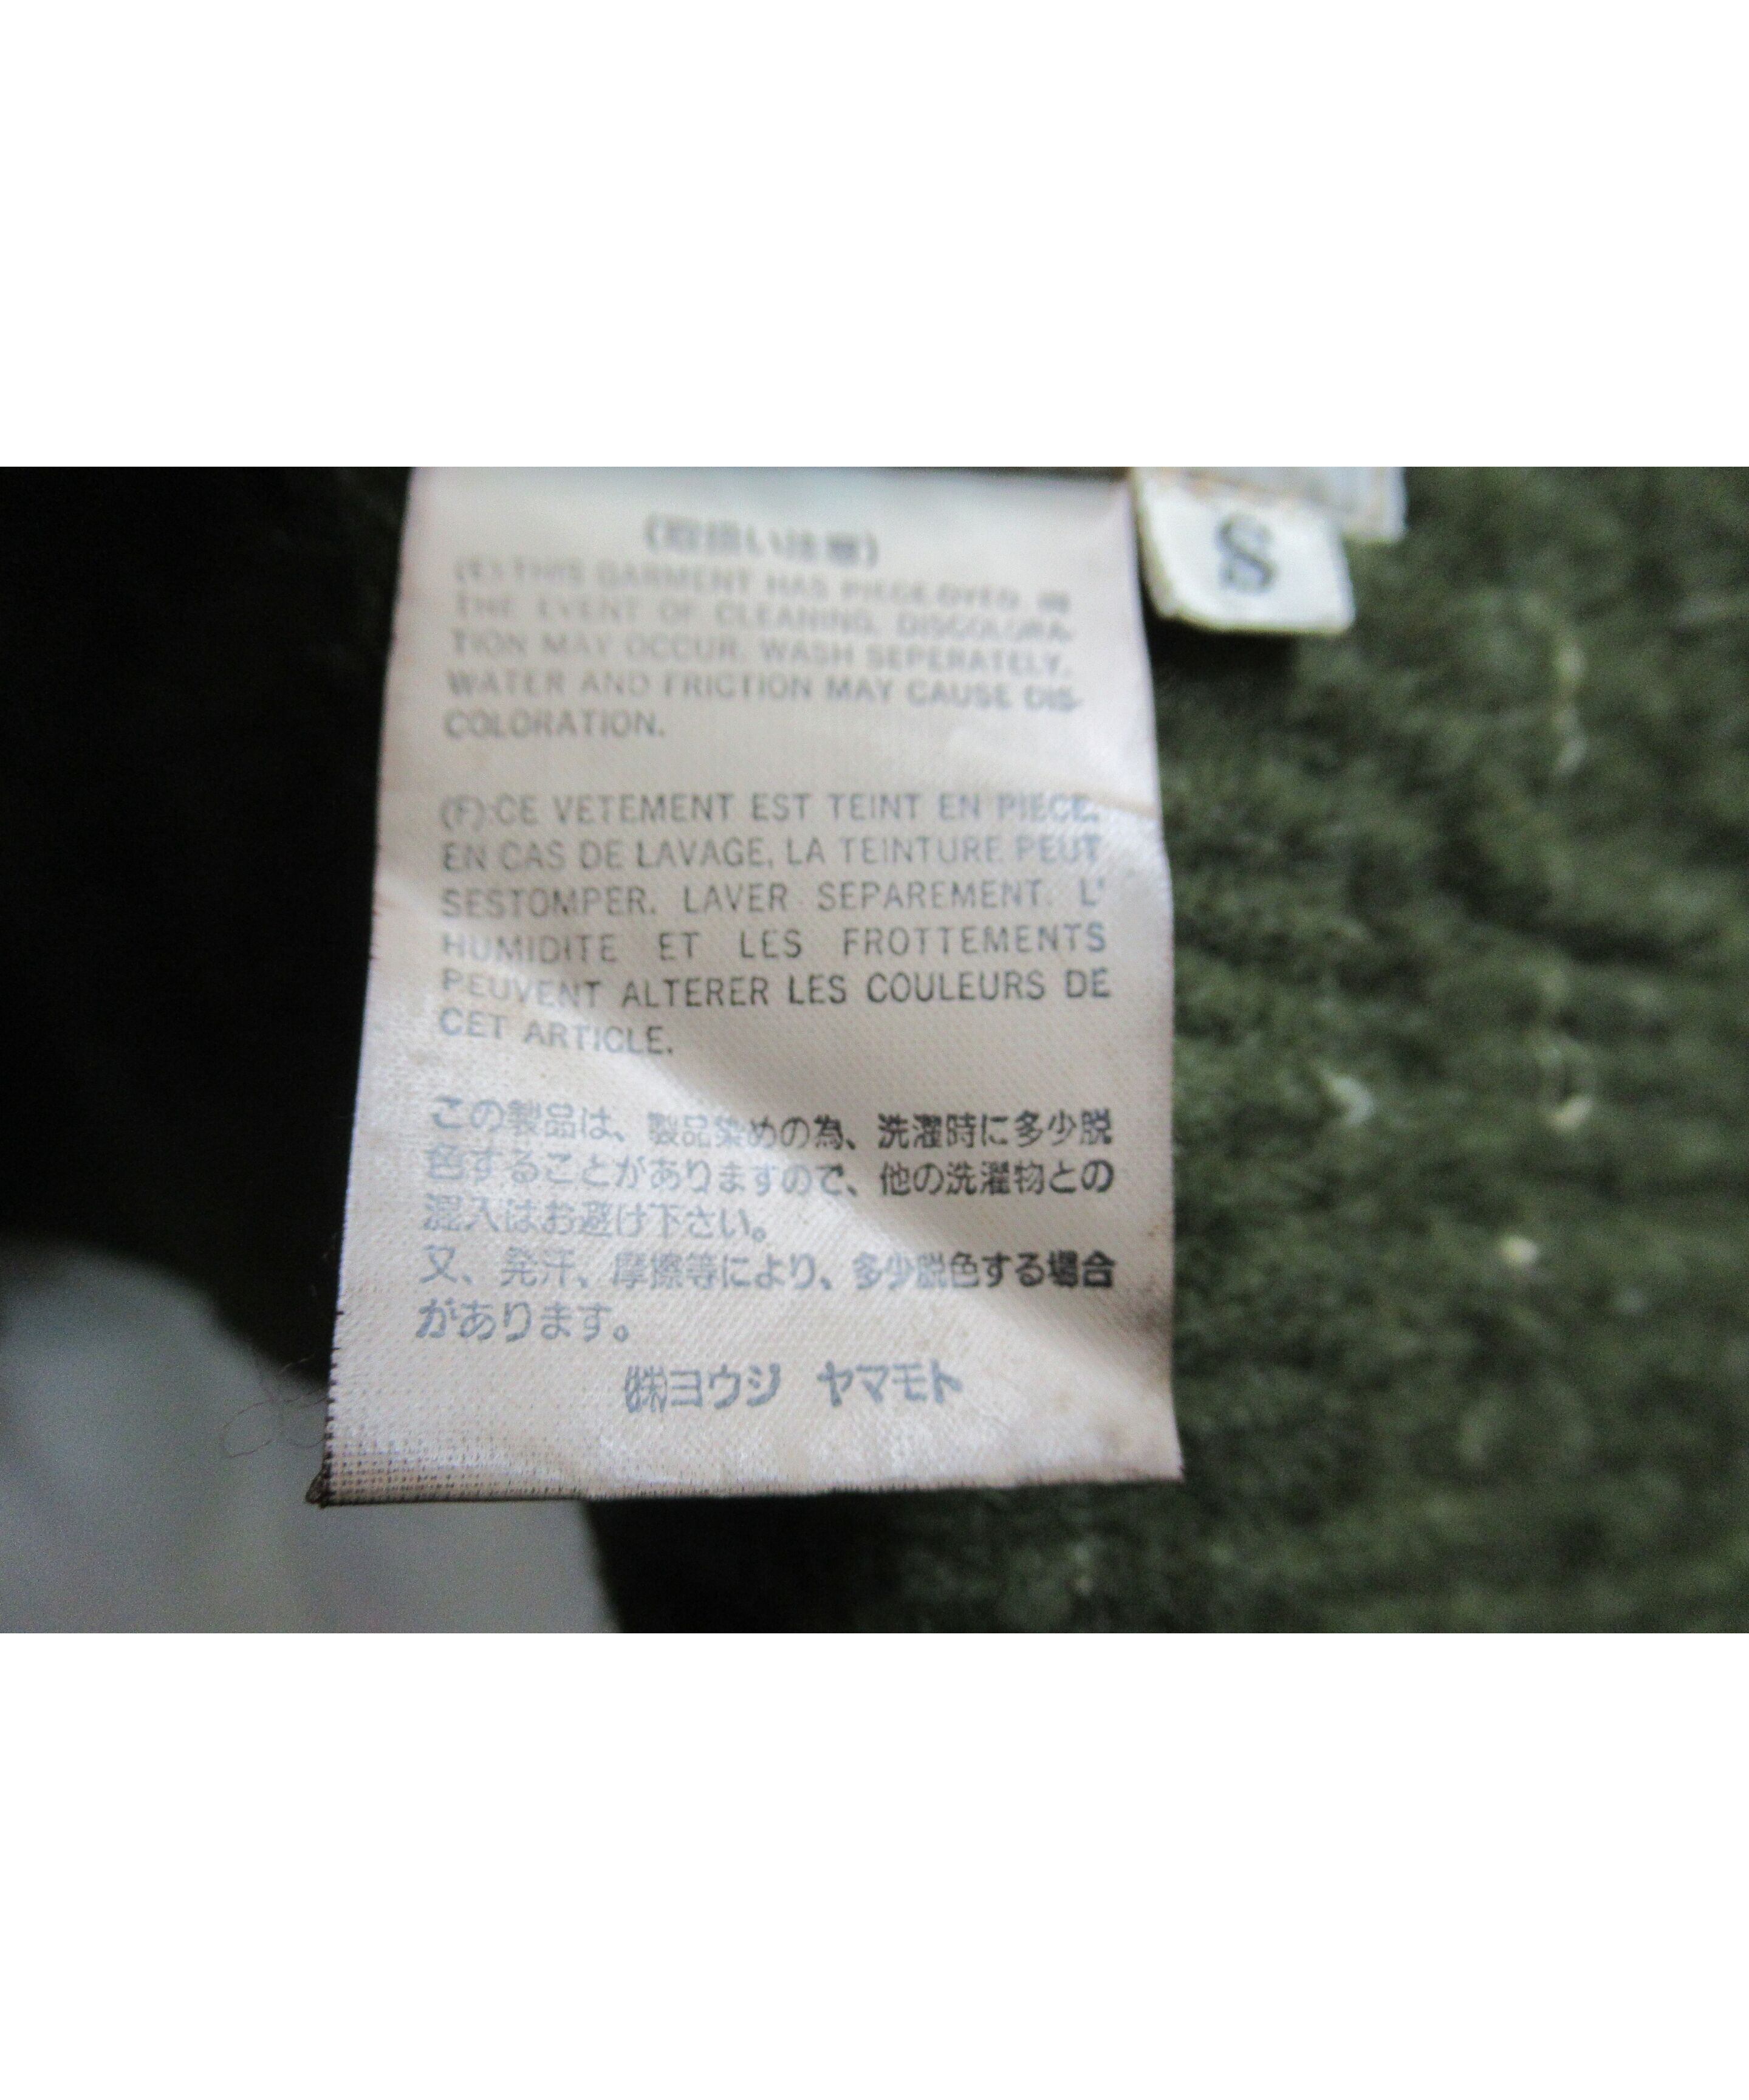 (取扱い注意)
(E):THIS GARMENT HAS PIECE-DYED. IN
THE EVENT OF CLEANING. DISCOLORA-
TION MAY OCCUR. WASH SEPERATELY.
WATER AND FRICTION MAY CAUSE DIS-
COLORATION.
(F):CE VETEMENT EST TEINT EN PIECE.
EN CAS DE LAVAGE, LA TEINTURE PEUT
SESTOMPER. LAVER SEPAREMENT. L'
HUMIDITE ET LES FROTTEMENTS
PEUVENT ALTERER LES COULEURS DE
CET ARTICLE.
この製品は、製品染めの為、洗濯時に多少脱
色することがありますので、他の洗濯物との
混入はお避け下さい。
又、発汗、摩擦等により、多少脱色する場合
があります。
㈱ヨウジ ヤマモト
S